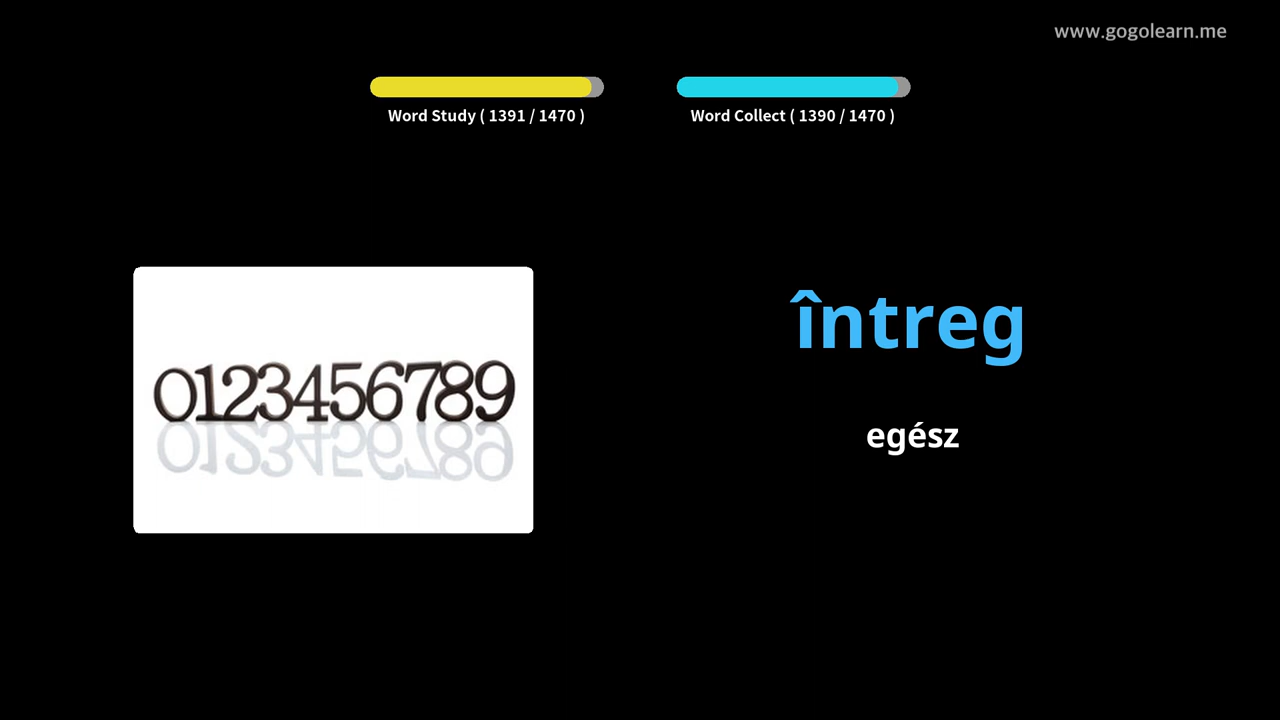 www.gogolearn.me
Word Study ( 1391 / 1470 )
Word Collect ( 1390 / 1470 )
0123456789
întreg
egész